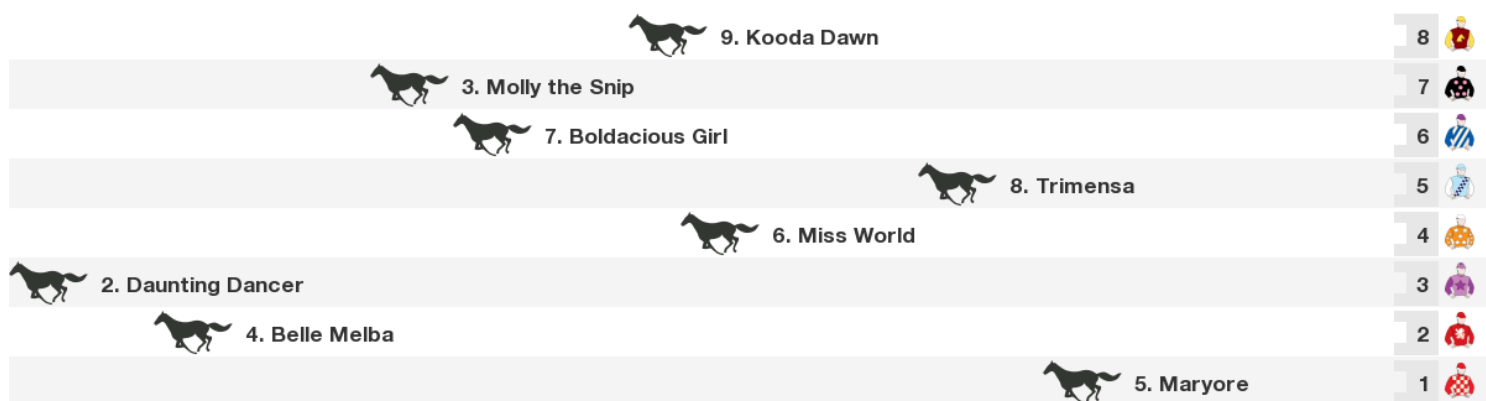 9. Kooda Dawn 8
3. Molly the Snip 7
7. Boldacious Girl 6
8. Trimensa 5
6. Miss World 4
2. Daunting Dancer 3
4. Belle Melba 2
5. Maryore 1